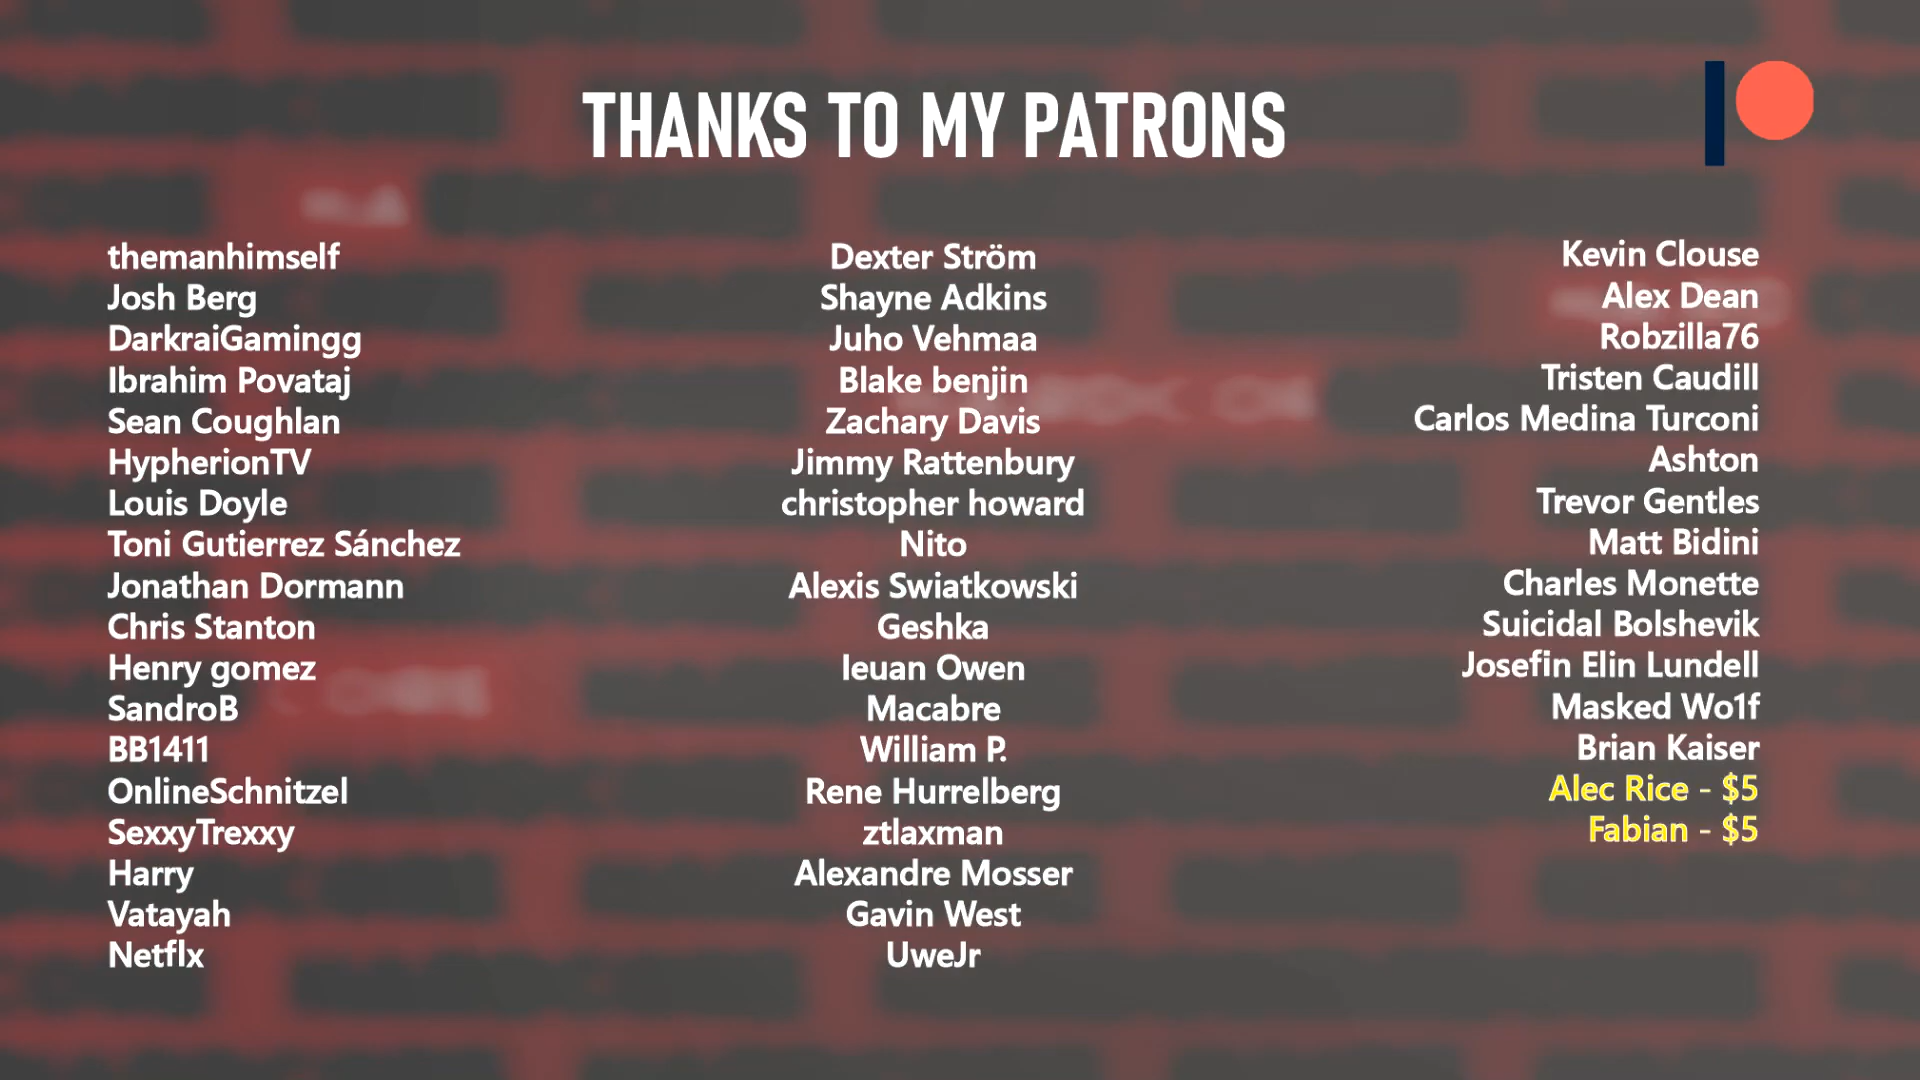 THANKS TO MY PATRONS
themanhimself
Josh Berg
DarkraiGamingg
Ibrahim Povataj
Sean Coughlan
HypherionTV
Louis Doyle
Toni Gutierrez Sánchez
Jonathan Dormann
Chris Stanton
Henry gomez
SandroB
BB1411
OnlineSchnitzel
SexxyTrexxy
Harry
Vatayah
Netflx
Dexter Ström
Shayne Adkins
Juho Vehmaa
Blake benjin
Zachary Davis
Jimmy Rattenbury
christopher howard
Nito
Alexis Swiatkowski
Geshka
Ieuan Owen
Macabre
William P.
Rene Hurrelberg
ztlaxman
Alexandre Mosser
Gavin West
UweJr
Kevin Clouse
Alex Dean
Robzilla76
Tristen Caudill
Carlos Medina Turconi
Ashton
Trevor Gentles
Matt Bidini
Charles Monette
Suicidal Bolshevik
Josefin Elin Lundell
Masked Wo1f
Brian Kaiser
Alec Rice - $5
Fabian - $5